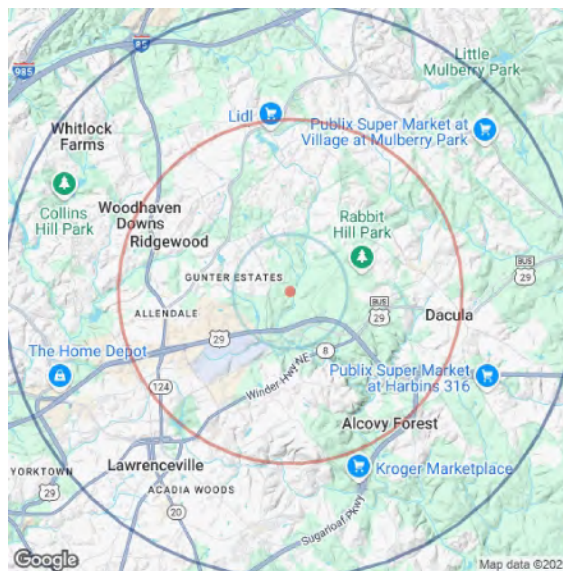 985
85
Little
Mulberry Park
Lidl
Publix Super Market at
Village at Mulberry Park
Whitlock
Farms
Collins
Hill Park
Woodhaven
Downs
Ridgewood
Rabbit
Hill Park
GUNTER ESTATES
BUS
29
BUS
29
ALLENDALE
Dacula
29
The Home Depot
8
Publix Super Market
at Harbins 316
124
Winder Hwy NE
Alcovy Forest
Lawrenceville
Kroger Marketplace
YORKTOWN
29
ACADIA WOODS
20
Sugarloaf Pkwy
Google
Map data ©202